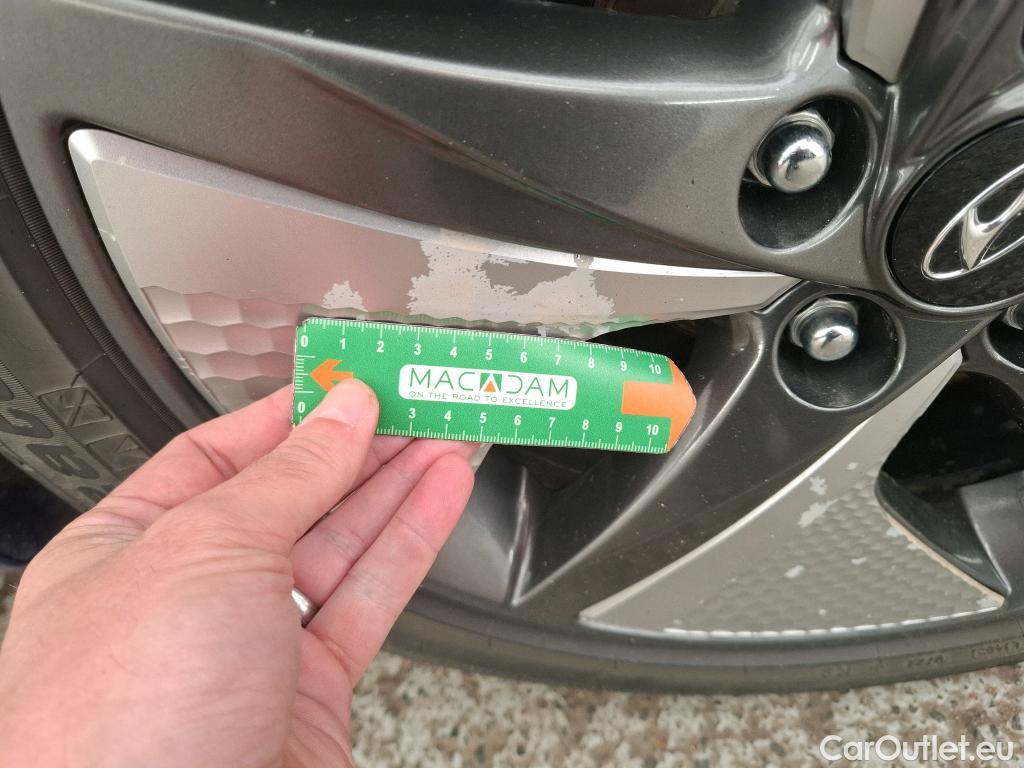 0 1 2 3 4 5 6 7 8 9 10
MACADAM
ON THE ROAD TO EXCELLENCE
0 3 4 5 6 7 8 9 10
CarOutlet.eu